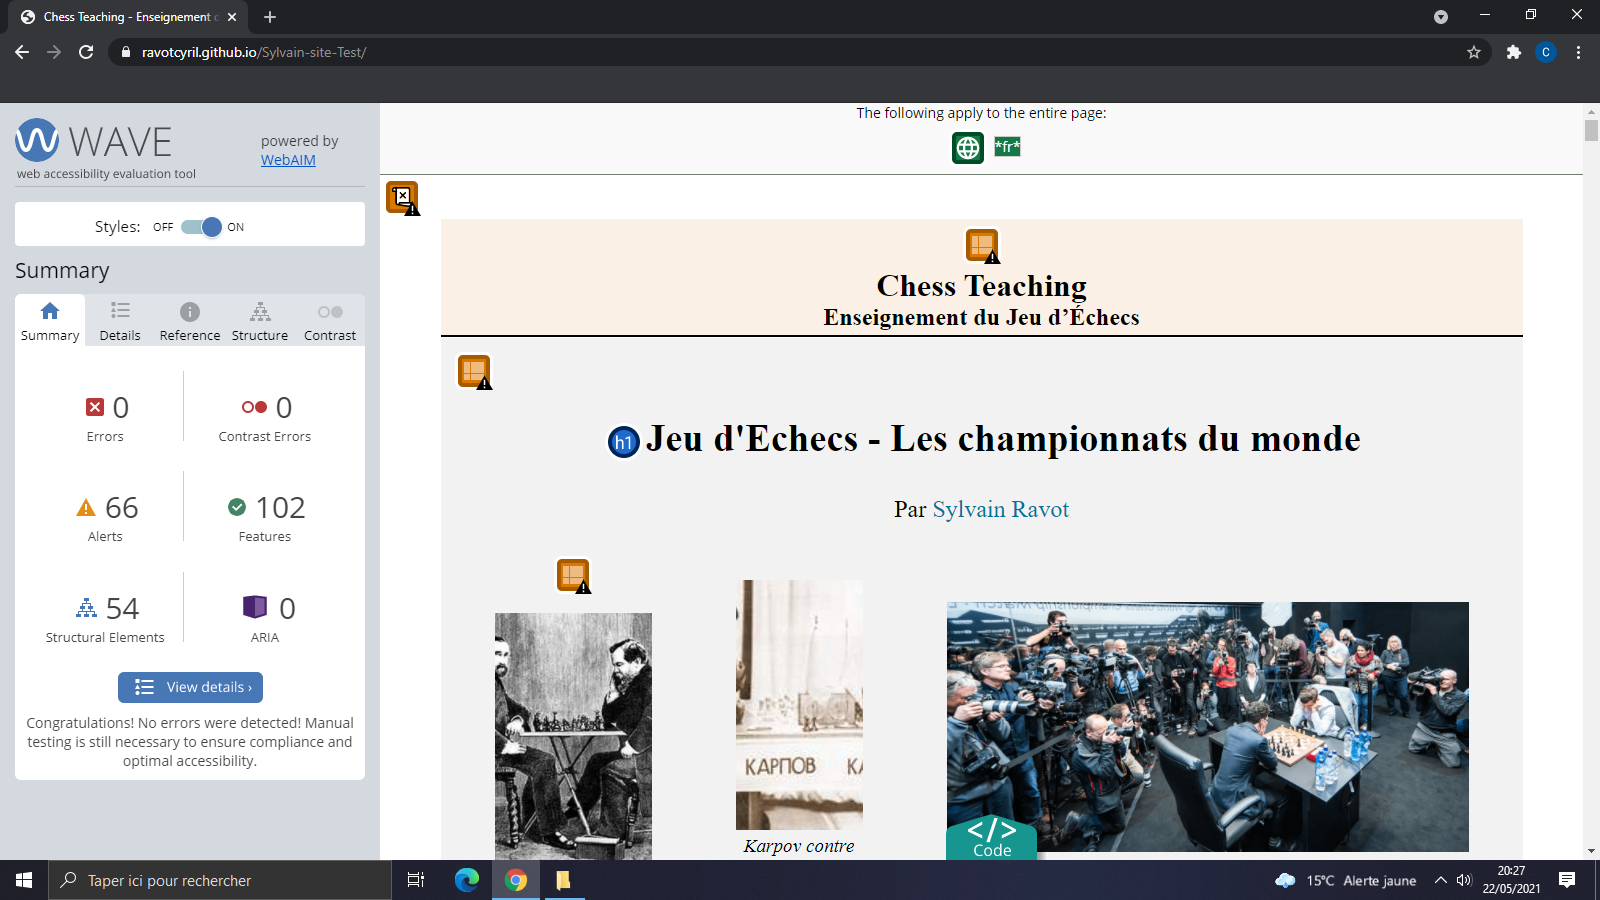 Chess Teaching - Enseignement
ravotcyril.github.io/Sylvain-site-Test/
C
WAVE
web accessibility evaluation tool
powered by
WebAIM
Styles: OFF ON
Summary
Summary Details Reference Structure Contrast
0 0
Errors Contrast Errors
66 102
Alerts Features
54 0
Structural Elements ARIA
View details ›
Congratulations! No errors were detected! Manual
testing is still necessary to ensure compliance and
optimal accessibility.
The following apply to the entire page:
*fr*
Chess Teaching
Enseignement du Jeu d’Échecs
h1 Jeu d'Echecs - Les championnats du monde
Par Sylvain Ravot
КАРПОВ КА
Karpov contre
</>
Code
Taper ici pour rechercher
15°C Alerte jaune
20:27
22/05/2021